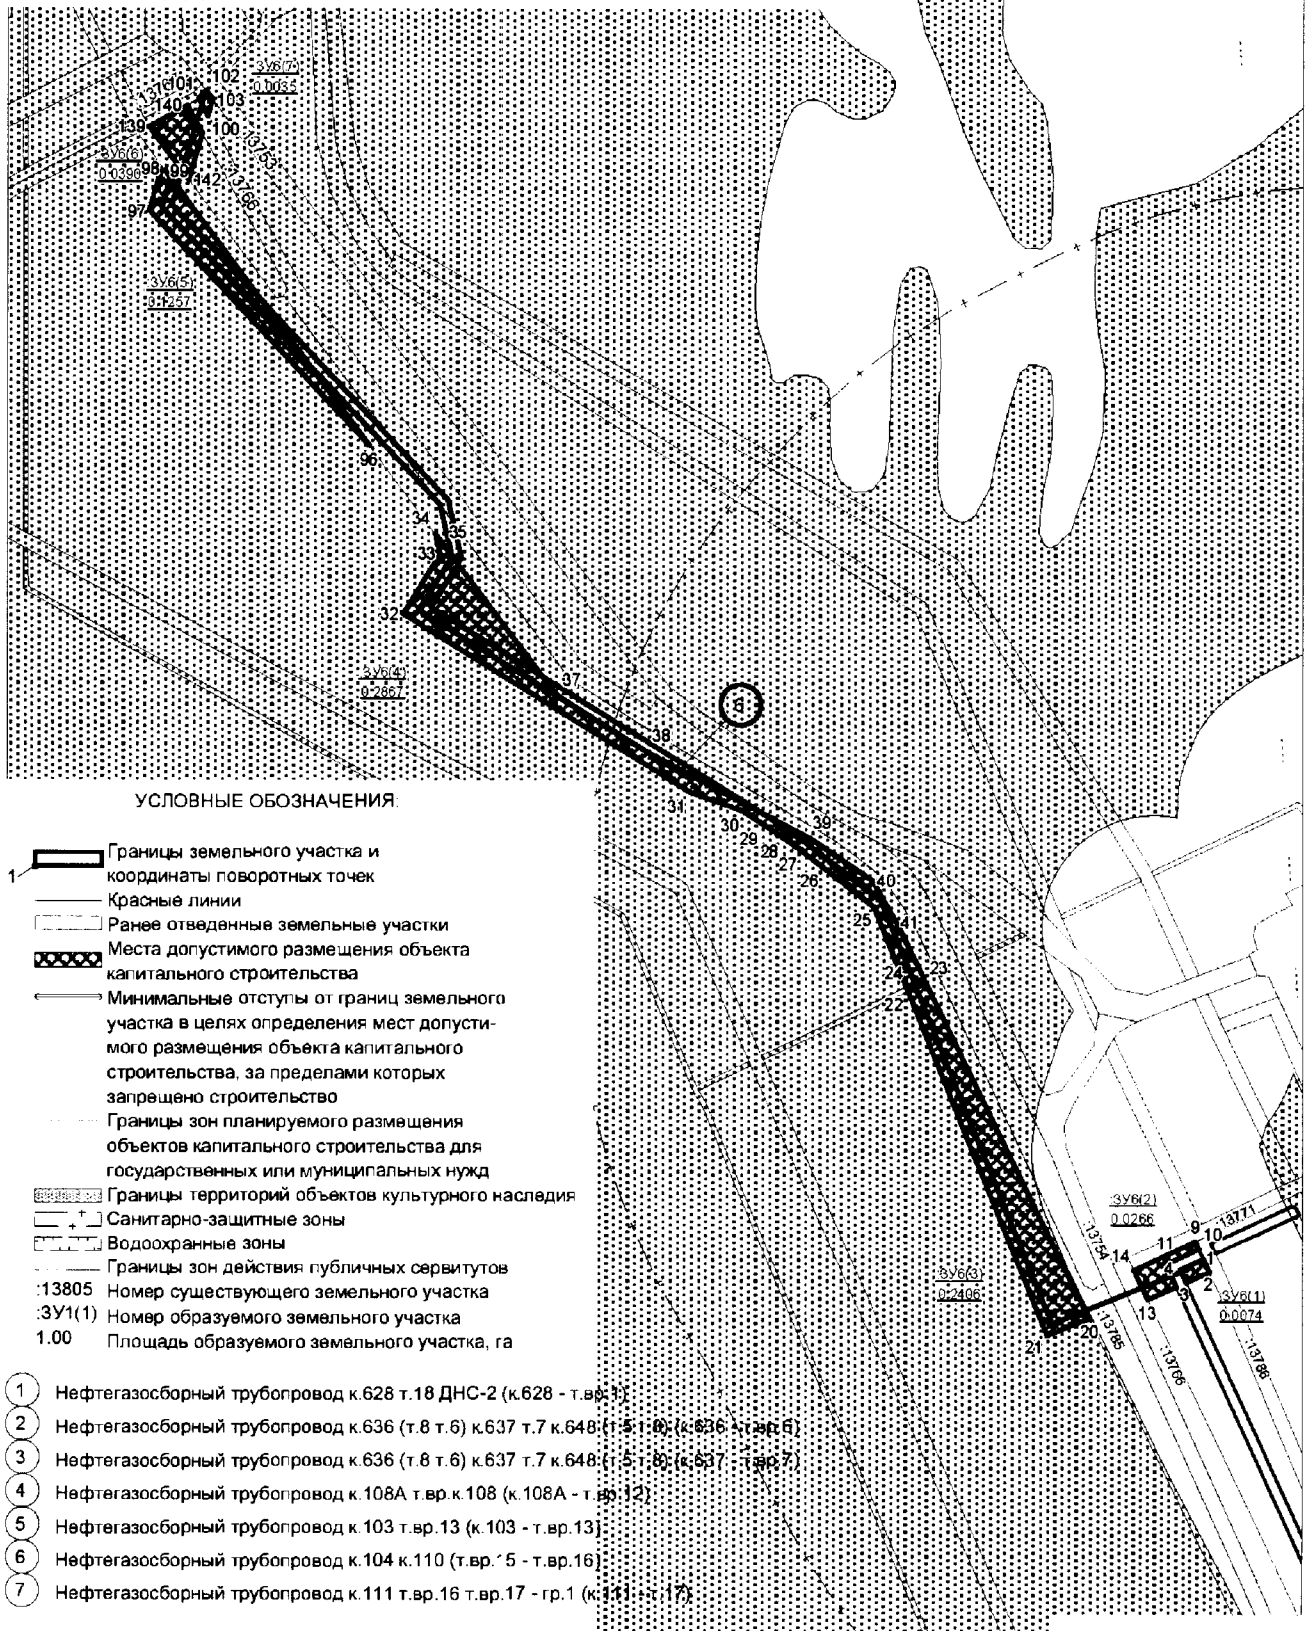 102
:ЗУ6(7)
0.0035
101
140
103
139
100
:13753
:ЗУ6(6)
0.0390
98
99
142
:13766
97
:ЗУ6(5)
0.1257
96
34
35
33
32
:ЗУ6(4)
0.2867
37
38
6
31
30
29
28
27
26
39
40
25
41
24
23
22
УСЛОВНЫЕ ОБОЗНАЧЕНИЯ:
1
Границы земельного участка и
координаты поворотных точек
Красные линии
Ранее отведенные земельные участки
Места допустимого размещения объекта
капитального строительства
Минимальные отступы от границ земельного
участка в целях определения мест допусти-
мого размещения объекта капитального
строительства, за пределами которых
запрещено строительство
Границы зон планируемого размещения
объектов капитального строительства для
государственных или муниципальных нужд
Границы территорий объектов культурного наследия
Санитарно-защитные зоны
Водоохранные зоны
Границы зон действия публичных сервитутов
:13805 Номер существующего земельного участка
:ЗУ1(1) Номер образуемого земельного участка
1.00 Площадь образуемого земельного участка, га
:ЗУ6(2)
0.0266
9
:13771
10
11
14
:13754
1
4
2
3
:ЗУ6(3)
0.2406
:ЗУ6(1)
0.0074
13
20
21
:13785
:13766
:13786
1 Нефтегазосборный трубопровод к.628 т.18 ДНС-2 (к.628 - т.вр.1)
2 Нефтегазосборный трубопровод к.636 (т.8 т.6) к.637 т.7 к.648 (т.5 т.8) (к.636 - т.вр.6)
3 Нефтегазосборный трубопровод к.636 (т.8 т.6) к.637 т.7 к.648 (т.5 т.8) (к.637 - т.вр.7)
4 Нефтегазосборный трубопровод к.108А т.вр.к.108 (к.108А - т.вр.12)
5 Нефтегазосборный трубопровод к.103 т.вр.13 (к.103 - т.вр.13)
6 Нефтегазосборный трубопровод к.104 к.110 (т.вр.15 - т.вр.16)
7 Нефтегазосборный трубопровод к.111 т.вр.16 т.вр.17 - гр.1 (к.111 - т.17)